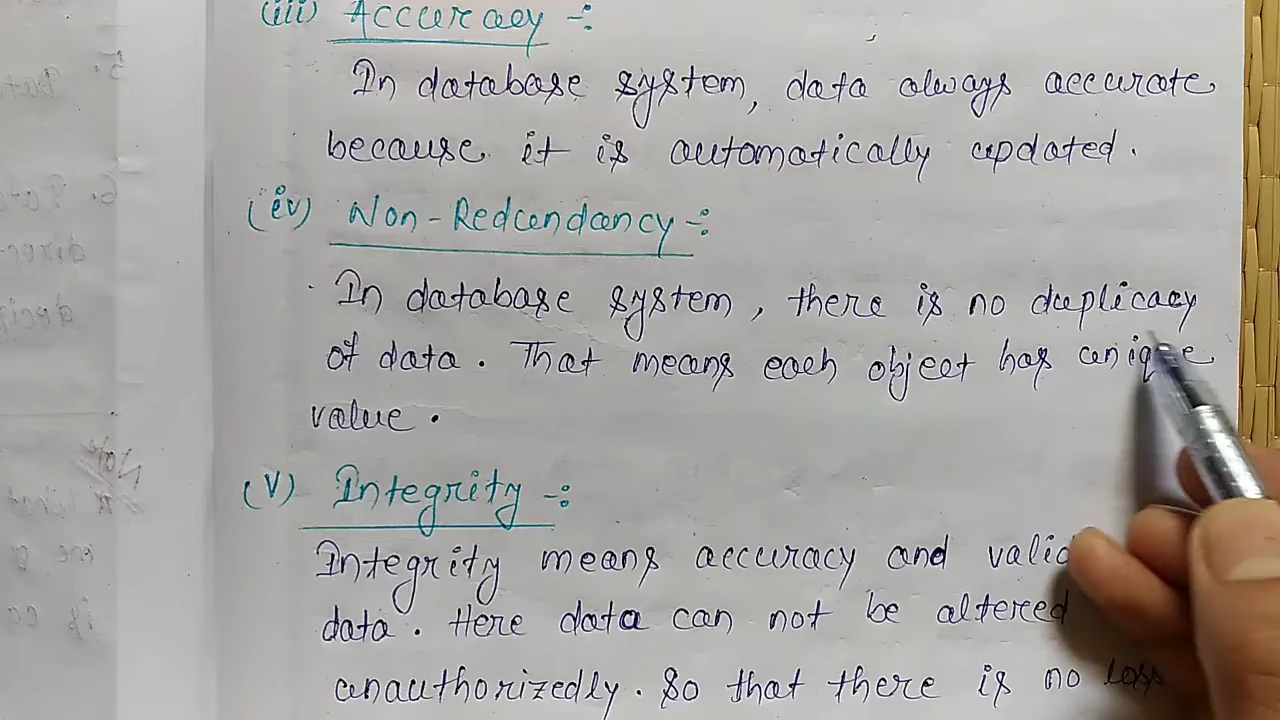 (iii) Accuracy -:
In database system, data always accurate
because it is automatically updated.
(iv) Non-Redundancy -:
In database system, there is no duplicacy
of data. That means each object has unique
value.
(v) Integrity -:
Integrity means accuracy and valid
data. Here data can not be altered
unauthorizedly. So that there is no loss